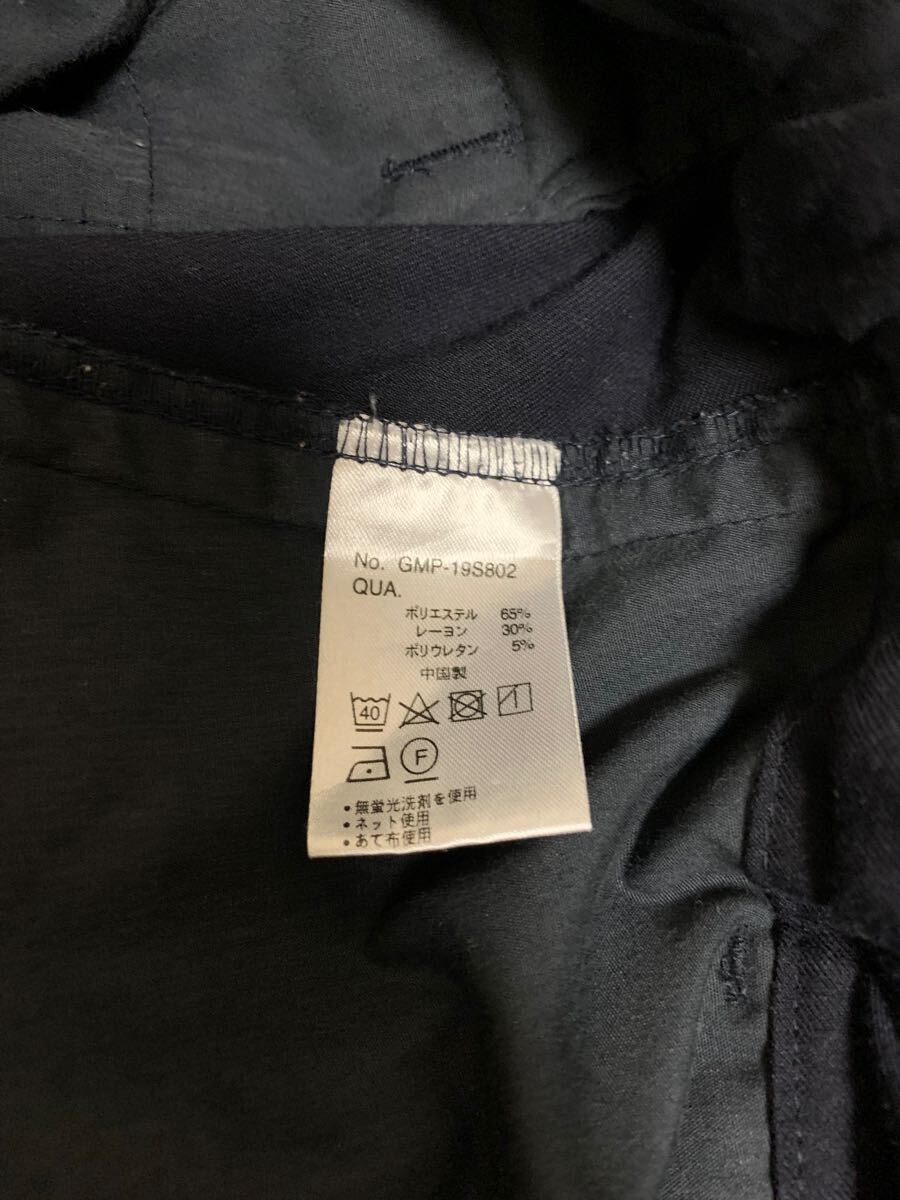 No. GMP-19S802
QUA.
ポリエステル 65%
レーヨン 30%
ポリウレタン 5%
中国製
40
F
・無蛍光洗剤を使用
・ネット使用
・あて布使用